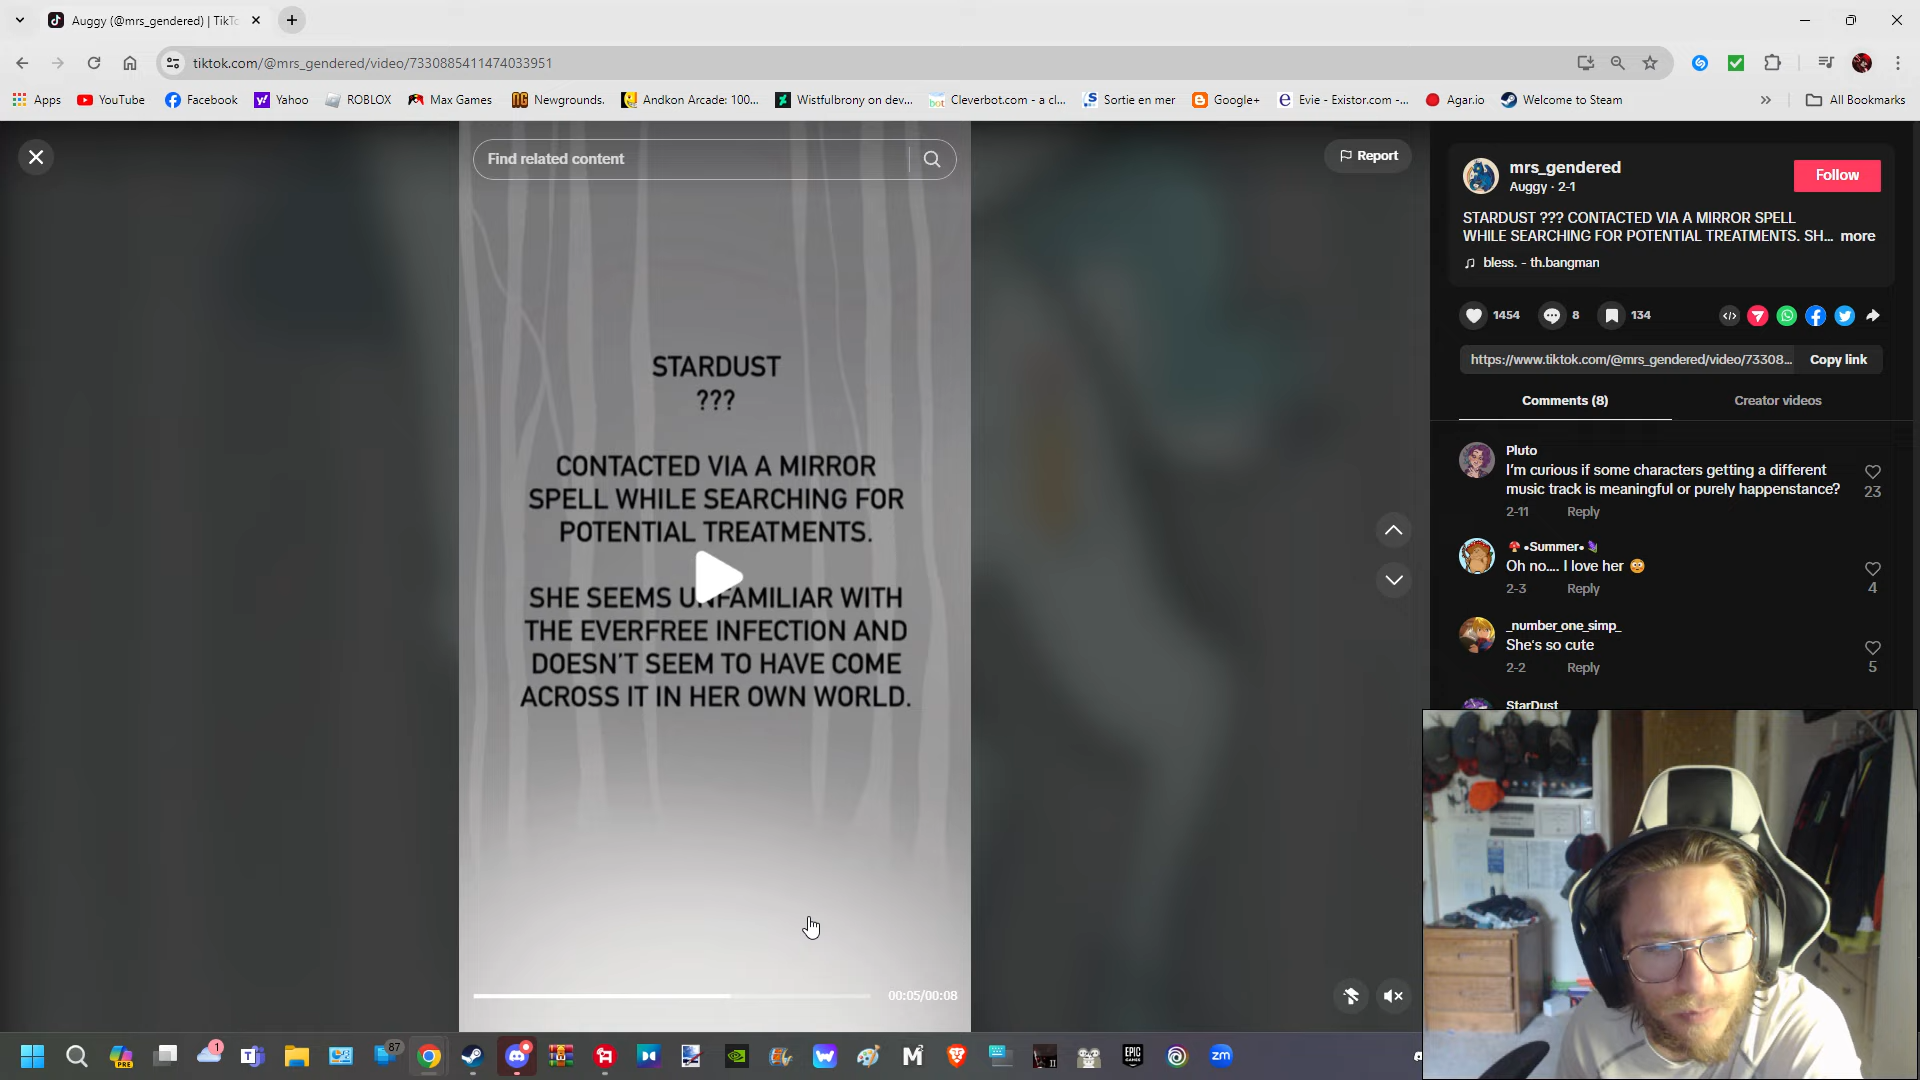 Auggy (@mrs_gendered) | TikTo
tiktok.com/@mrs_gendered/video/7330885411474033951
Apps
YouTube
Facebook
Yahoo
ROBLOX
Max Games
Newgrounds.
Andkon Arcade: 100...
Wistfulbrony on dev...
Cleverbot.com - a cl...
Sortie en mer
Google+
Evie - Existor.com -...
Agar.io
Welcome to Steam
All Bookmarks
Find related content
Report
STARDUST
???
CONTACTED VIA A MIRROR
SPELL WHILE SEARCHING FOR
POTENTIAL TREATMENTS.
SHE SEEMS UNFAMILIAR WITH
THE EVERFREE INFECTION AND
DOESN'T SEEM TO HAVE COME
ACROSS IT IN HER OWN WORLD.
00:05/00:08
mrs_gendered
Auggy · 2-1
Follow
STARDUST ??? CONTACTED VIA A MIRROR SPELL
WHILE SEARCHING FOR POTENTIAL TREATMENTS. SH... more
bless. - th.bangman
1454
8
134
https://www.tiktok.com/@mrs_gendered/video/73308...
Copy link
Comments (8)
Creator videos
Pluto
I'm curious if some characters getting a different
music track is meaningful or purely happenstance?
23
2-11 Reply
•Summer•
Oh no.... I love her
4
2-3 Reply
_number_one_simp_
She's so cute
5
2-2 Reply
StarDust
PRE
1
87
EPIC
GAMES
zm